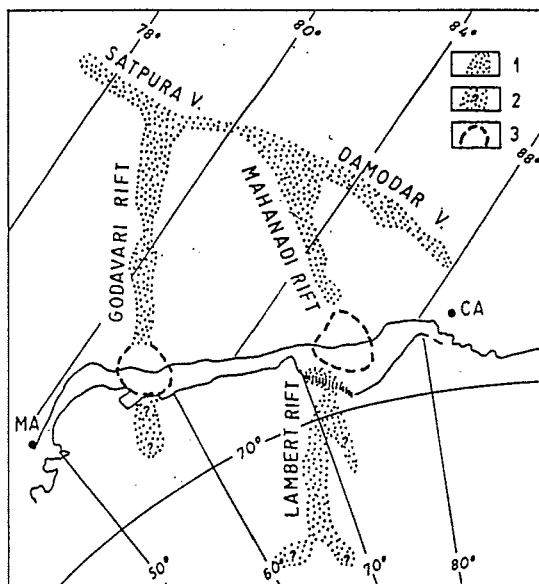 78°
80°
84°
1
2
3
?
SATPURA V.
DAMODAR V.
88°
GODAVARI RIFT
MAHANADI RIFT
80°
CA
MA
?
?
?
LAMBERT RIFT
70°
?
?
50°
60°
70°
80°